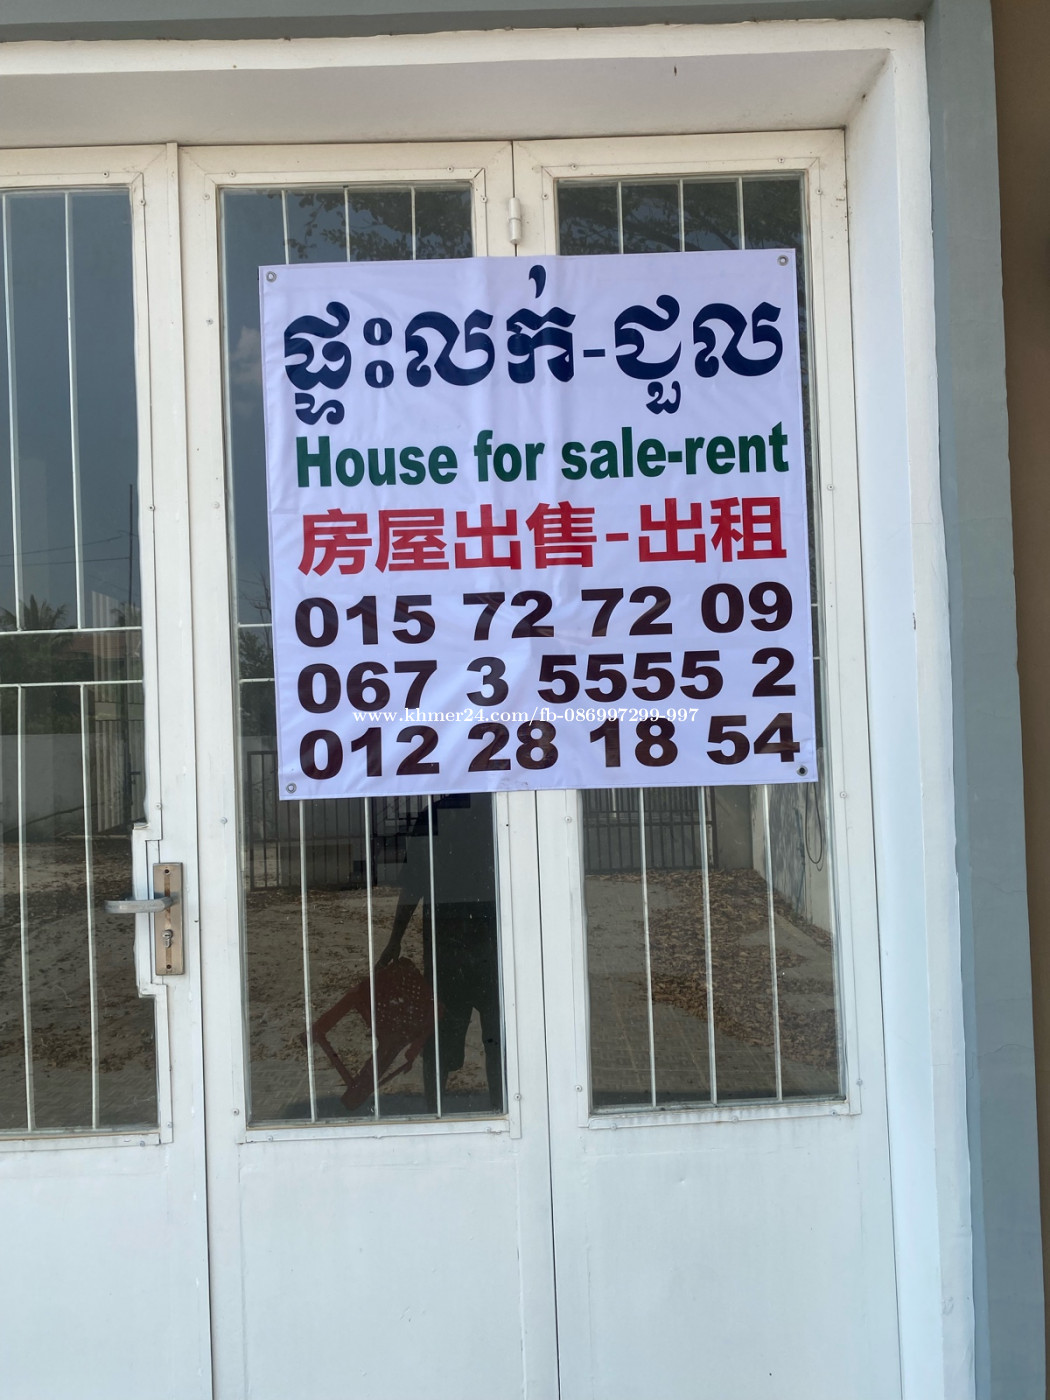 ផ្ទះលក់-ជួល
House for sale-rent
房屋出售-出租
015 72 72 09
067 3 5555 2
www.khmer24.com/fb-086997299-997
012 28 18 54